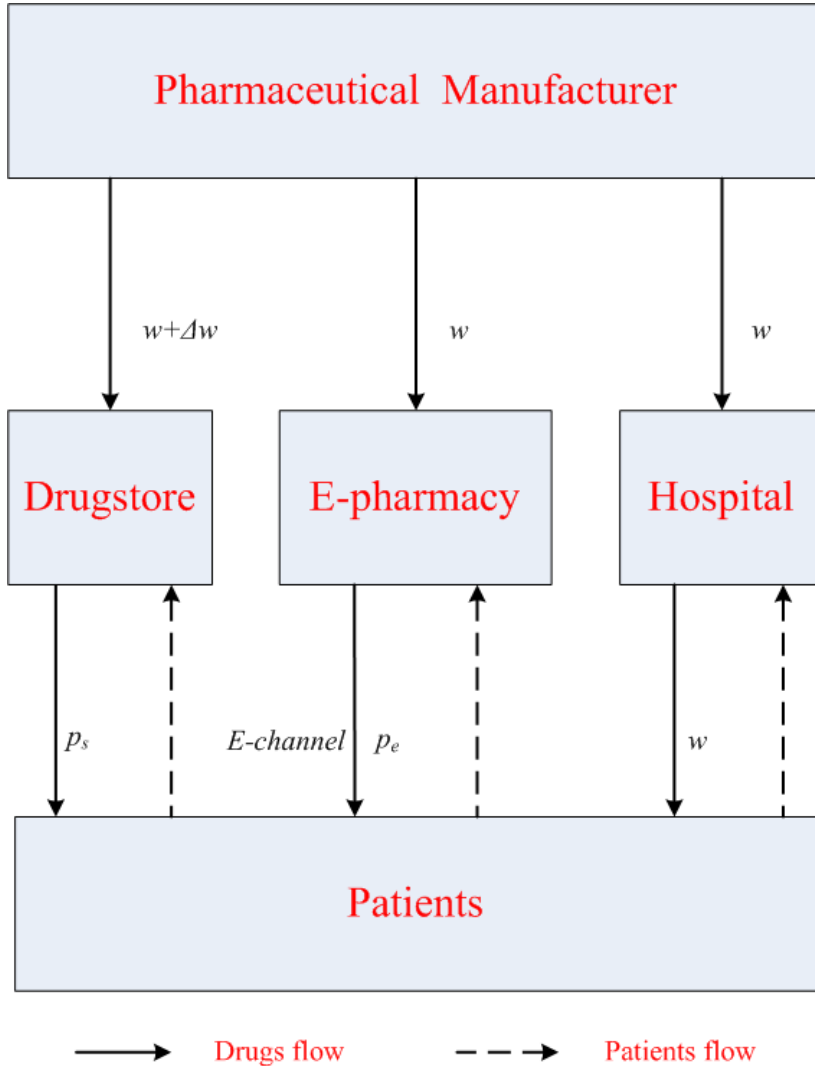 Pharmaceutical Manufacturer
w+Δw w w
Drugstore E-pharmacy Hospital
pₛ E-channel pₑ w
Patients
Drugs flow Patients flow